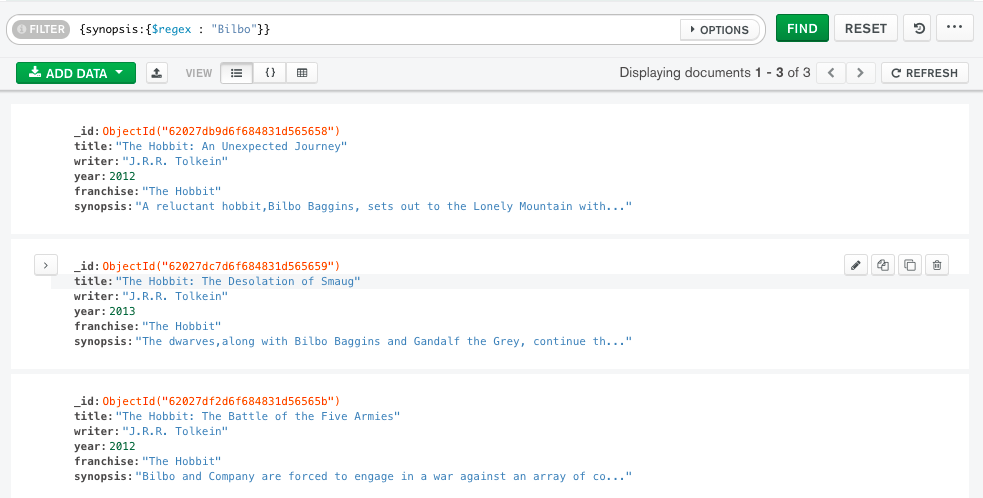 FILTER {synopsis:{$regex : "Bilbo"}} OPTIONS FIND RESET ...
ADD DATA VIEW {} Displaying documents 1 - 3 of 3 < > REFRESH
_id: ObjectId("62027db9d6f684831d565658")
title: "The Hobbit: An Unexpected Journey"
writer: "J.R.R. Tolkein"
year: 2012
franchise: "The Hobbit"
synopsis: "A reluctant hobbit,Bilbo Baggins, sets out to the Lonely Mountain with..."
_id: ObjectId("62027dc7d6f684831d565659")
title: "The Hobbit: The Desolation of Smaug"
writer: "J.R.R. Tolkein"
year: 2013
franchise: "The Hobbit"
synopsis: "The dwarves,along with Bilbo Baggins and Gandalf the Grey, continue th..."
_id: ObjectId("62027df2d6f684831d56565b")
title: "The Hobbit: The Battle of the Five Armies"
writer: "J.R.R. Tolkein"
year: 2012
franchise: "The Hobbit"
synopsis: "Bilbo and Company are forced to engage in a war against an array of co..."